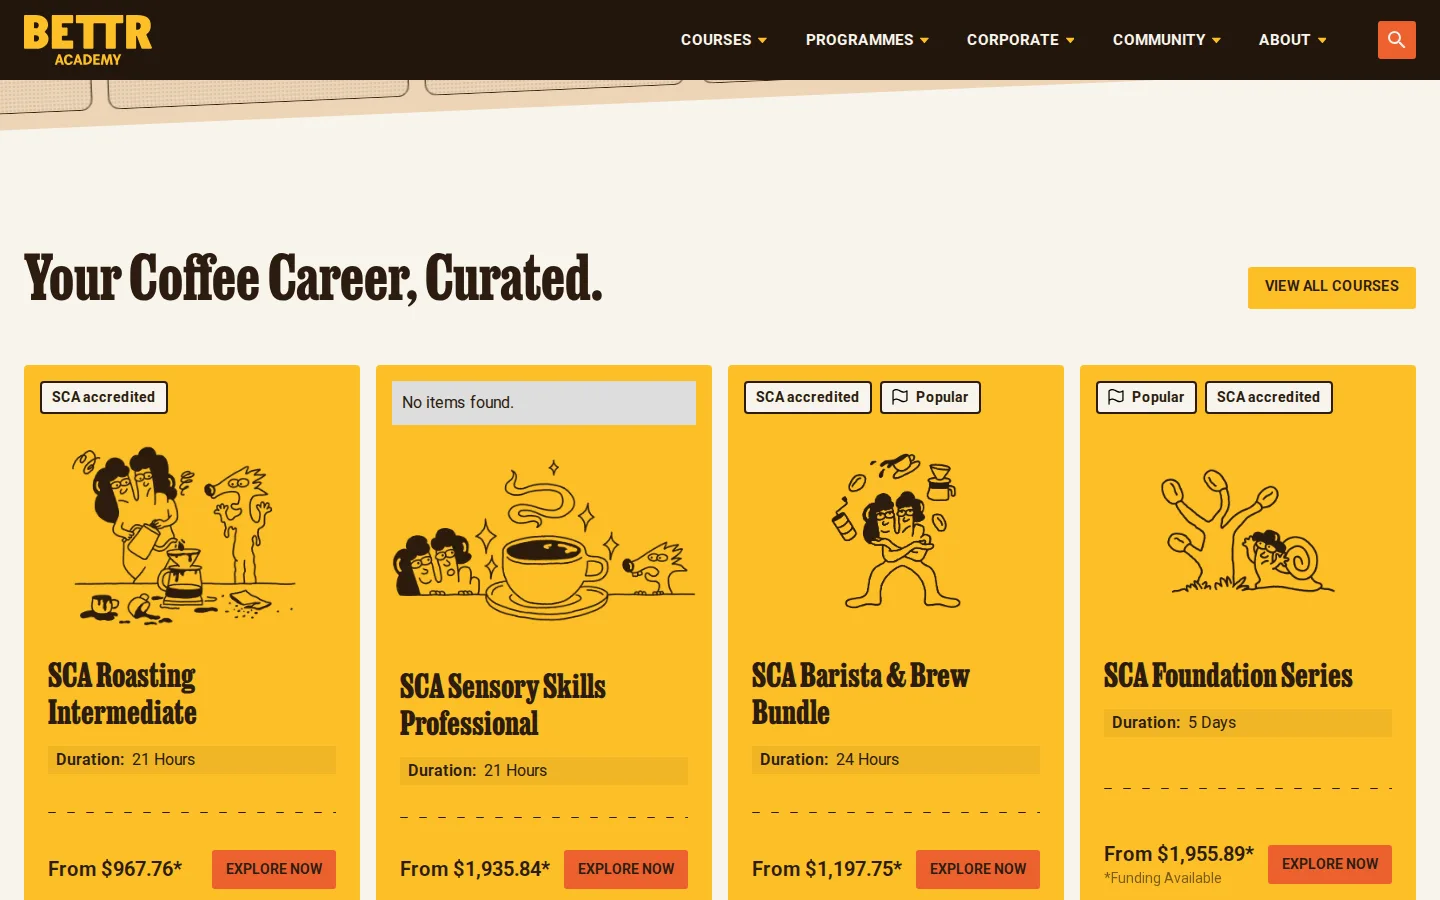 BETTR
ACADEMY
COURSES
PROGRAMMES
CORPORATE
COMMUNITY
ABOUT
Your Coffee Career, Curated.
VIEW ALL COURSES
SCA accredited
SCA Roasting
Intermediate
Duration: 21 Hours
From $967.76*
EXPLORE NOW
No items found.
SCA Sensory Skills
Professional
Duration: 21 Hours
From $1,935.84*
EXPLORE NOW
SCA accredited
Popular
SCA Barista & Brew
Bundle
Duration: 24 Hours
From $1,197.75*
EXPLORE NOW
Popular
SCA accredited
SCA Foundation Series
Duration: 5 Days
From $1,955.89*
*Funding Available
EXPLORE NOW